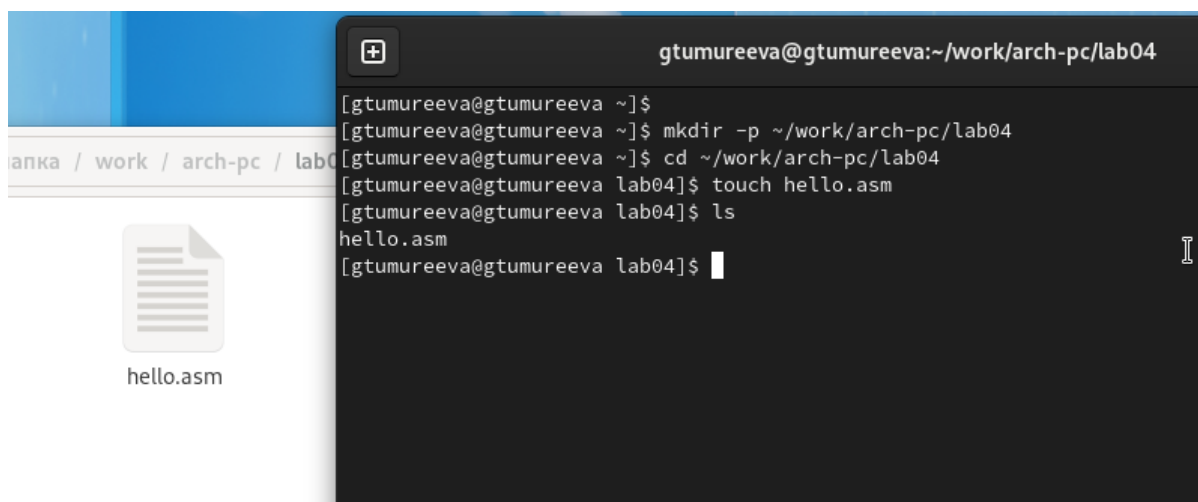 gtumureeva@gtumureeva:~/work/arch-pc/lab04
[gtumureeva@gtumureeva ~]$
[gtumureeva@gtumureeva ~]$ mkdir -p ~/work/arch-pc/lab04
[gtumureeva@gtumureeva ~]$ cd ~/work/arch-pc/lab04
[gtumureeva@gtumureeva lab04]$ touch hello.asm
[gtumureeva@gtumureeva lab04]$ ls
hello.asm
[gtumureeva@gtumureeva lab04]$
/ work / arch-pc /
hello.asm